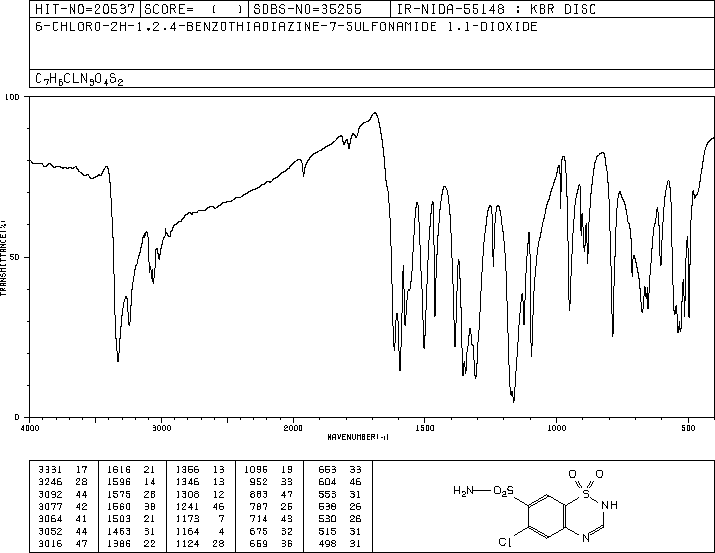 HIT-NO=20537 SCORE= ( ) SDBS-NO=35255 IR-NIDA-55148 : KBR DISC
6-CHLORO-2H-1,2,4-BENZOTHIADIAZINE-7-SULFONAMIDE 1,1-DIOXIDE
C7H6CLN3O4S2
100
TRANSMITTANCE(%)
50
0
4000 3000 2000 1500 1000 500
WAVENUMBER(-1)
3331 17 1616 21 1356 13 1096 19 663 33
3246 28 1596 14 1346 13 952 33 604 46
3092 44 1575 28 1308 12 883 47 553 31
3077 42 1560 38 1241 46 787 26 538 26
3064 41 1503 21 1173 7 714 43 530 26
3052 44 1463 31 1164 4 675 32 515 31
3016 47 1386 22 1124 28 659 36 498 31
O O
H2N O2S S NH
Cl N